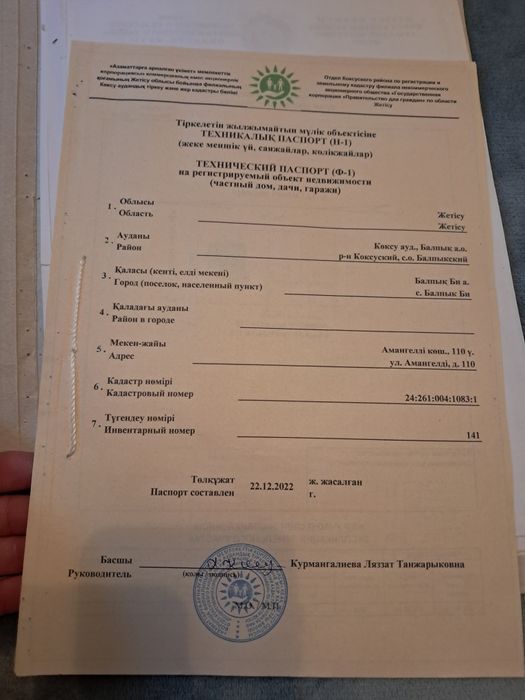 «Азаматтарға арналған үкімет» мемлекеттік
корпорациясы» коммерциялық емес акционерлік
қоғамының Жетісу облысы бойынша филиалының
Көксу аудандық тіркеу және жер кадастры бөлімі
Отдел Коксуского района по регистрации и
земельному кадастру филиала некоммерческого
акционерного общества «Государственная
корпорация «Правительство для граждан» по области
Жетісу
Тіркелетін жылжымайтын мүлік объектісіне
ТЕХНИКАЛЫҚ ПАСПОРТ (Н-1)
(жеке меншік үй, саяжайлар, көлікжайлар)
ТЕХНИЧЕСКИЙ ПАСПОРТ (Ф-1)
на регистрируемый объект недвижимости
(частный дом, дачи, гаражи)
1. Облысы
Область
Жетісу
Жетісу
2. Ауданы
Район
Көксу ауд., Балпық а.о.
р-н Коксуский, с.о. Балпыкский
3. Қаласы (кенті, елді мекені)
Город (поселок, населенный пункт)
Балпық Би а.
с. Балпык Би
4. Қаладағы ауданы
Район в городе
5. Мекен-жайы
Адрес
Амангелді көш., 110 ү.
ул. Амангелді, д. 110
6. Кадастр нөмірі
Кадастровый номер
24:261:004:1083:1
7. Түгендеу нөмірі
Инвентарный номер
141
Төлқұжат
Паспорт составлен
22.12.2022
ж. жасалған
г.
Басшы
Руководитель
(қолы/подпись)
Курмангалиева Ляззат Танжарыковна
М.О. М.П.